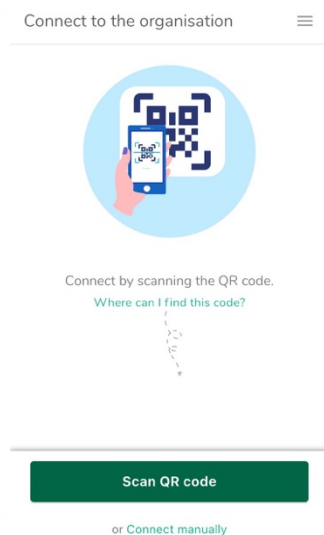 Connect to the organisation
Connect by scanning the QR code.
Where can I find this code?
Scan QR code
or Connect manually